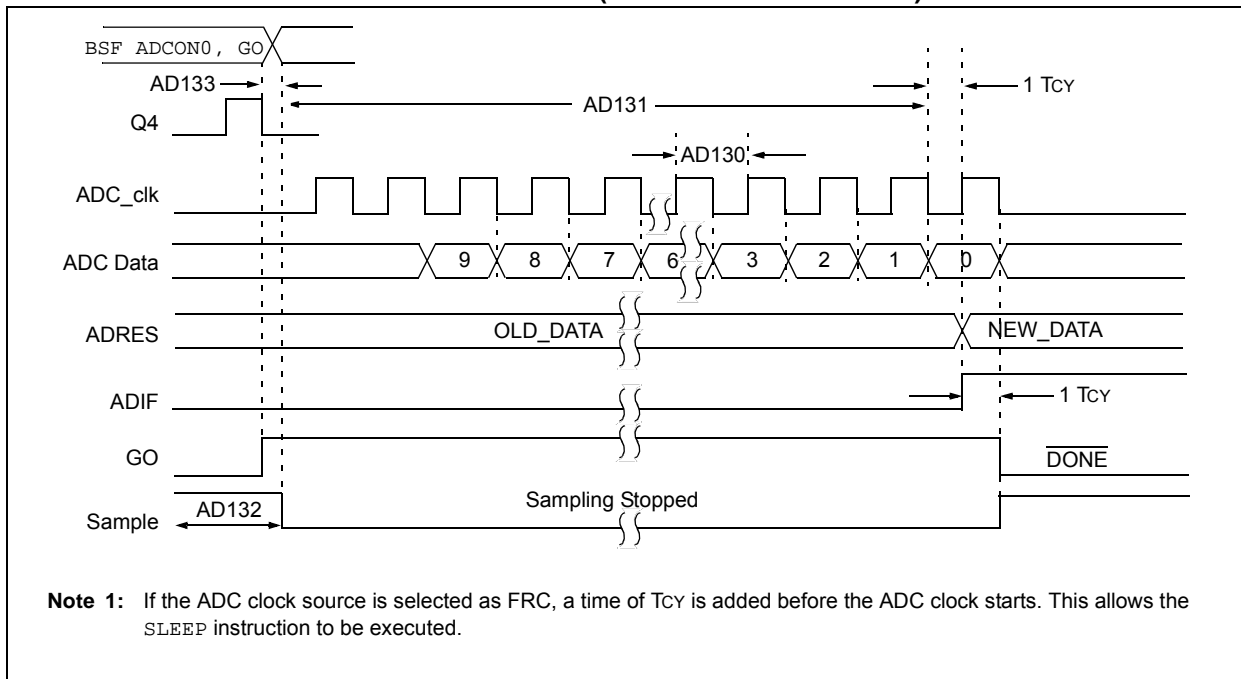 BSF ADCON0, GO
AD133
1 TCY
AD131
Q4
AD130
ADC_clk
ADC Data
9 8 7 6 3 2 1 0
ADRES
OLD_DATA
NEW_DATA
ADIF
1 TCY
GO
DONE
Sampling Stopped
AD132
Sample
Note 1: If the ADC clock source is selected as FRC, a time of TCY is added before the ADC clock starts. This allows the
SLEEP instruction to be executed.